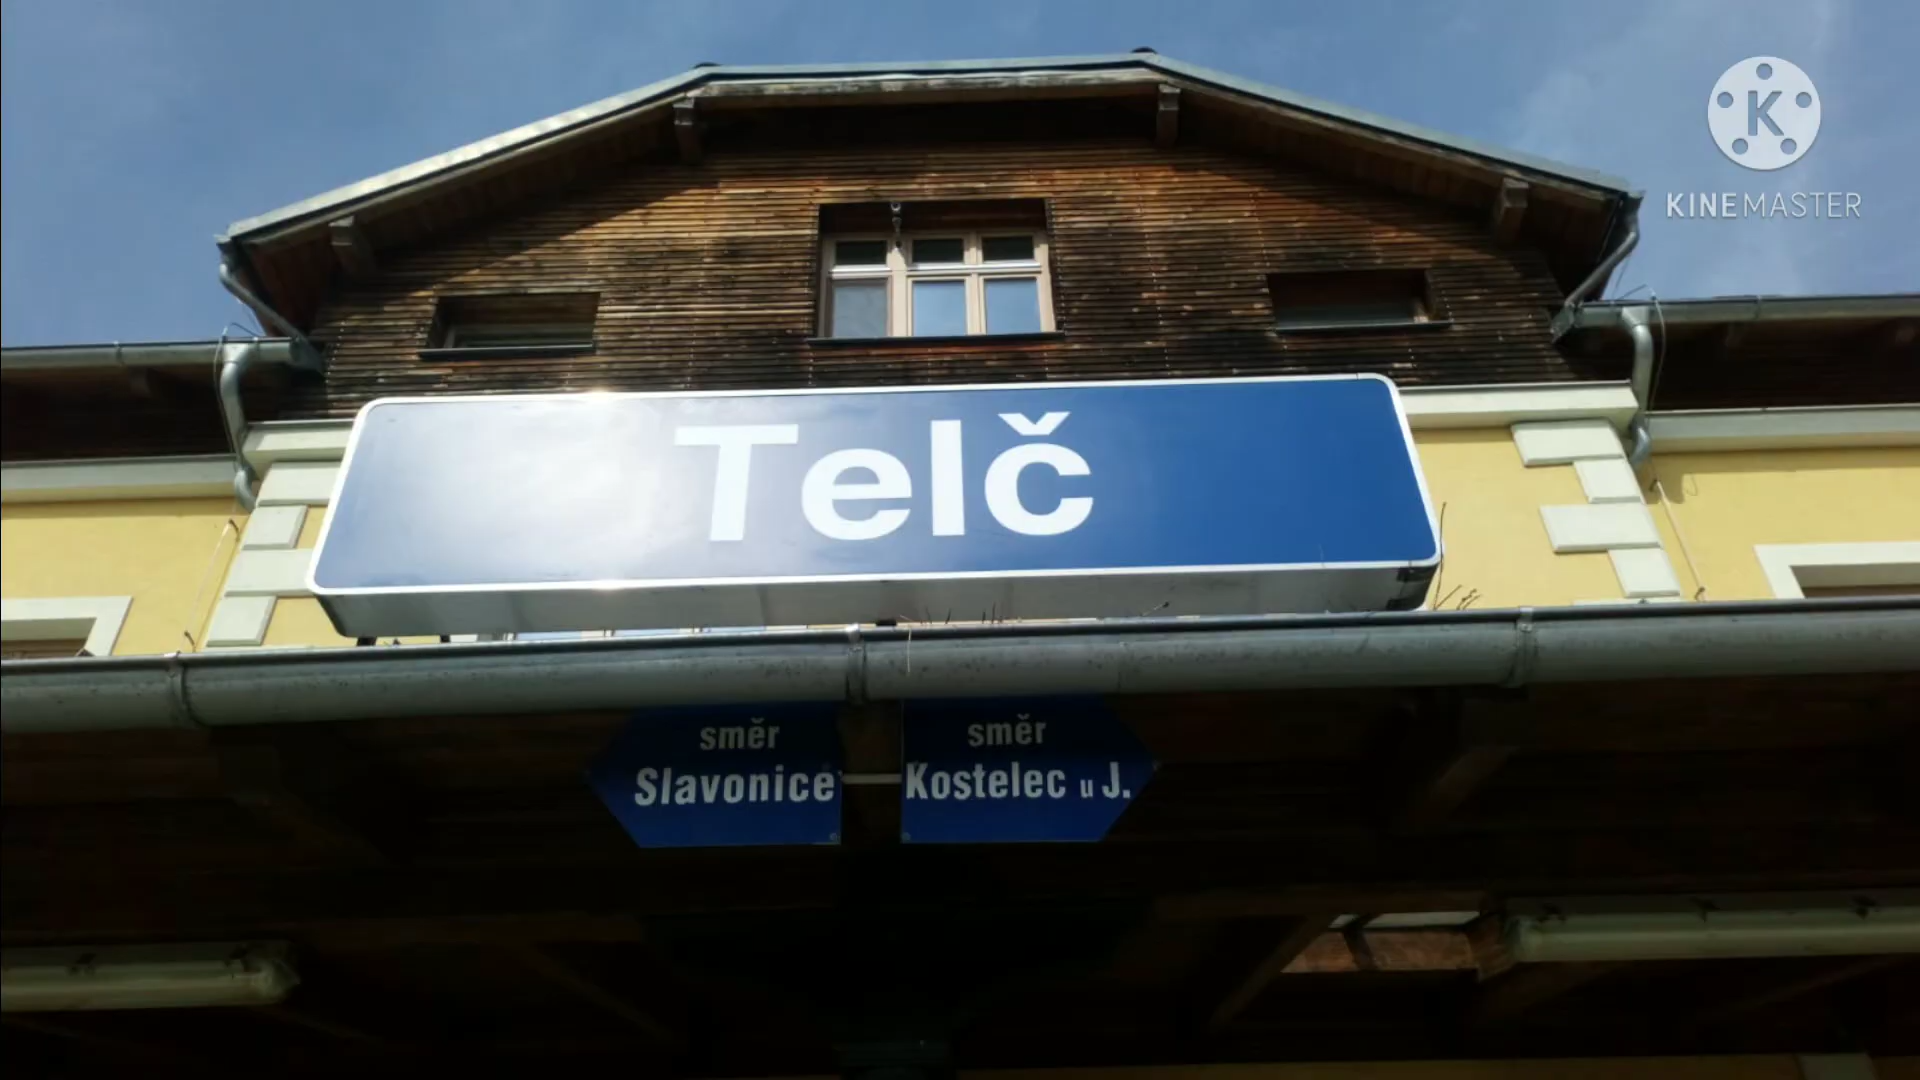 K
KINEMASTER
Telč
směr
Slavonice
směr
Kostelec u J.